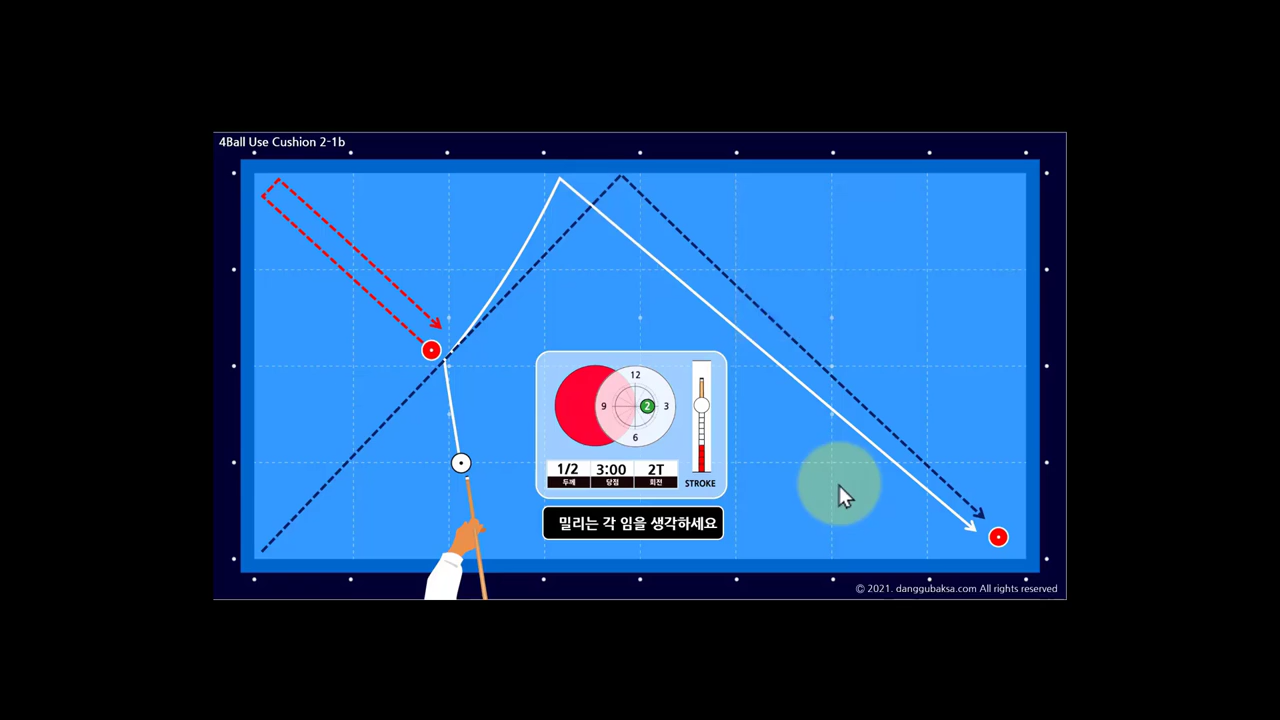 4Ball Use Cushion 2-1b
12
9
2
3
6
1/2
3:00
2T
두께
당점
회전
STROKE
밀리는 각 임을 생각하세요
© 2021. danggubaksa.com All rights reserved